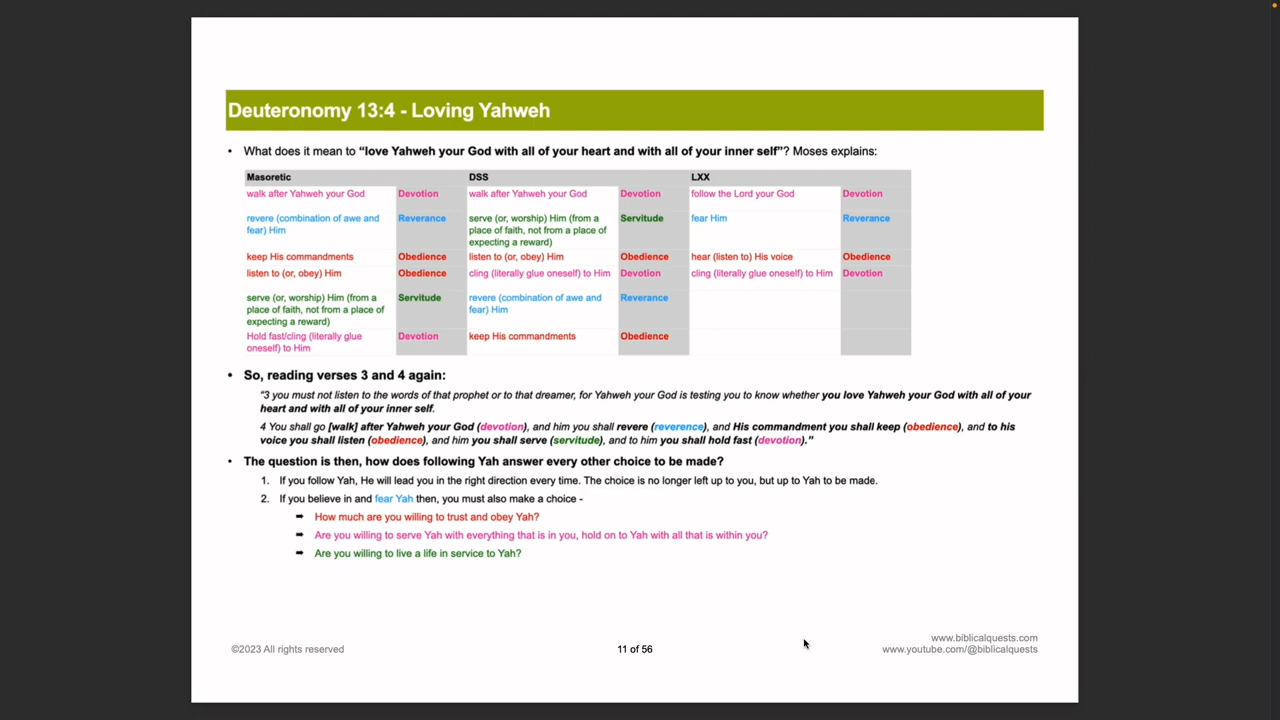 Deuteronomy 13:4 - Loving Yahweh
• What does it mean to “love Yahweh your God with all of your heart and with all of your inner self”? Moses explains:
Masoretic DSS LXX
walk after Yahweh your God Devotion walk after Yahweh your God Devotion follow the Lord your God Devotion
revere (combination of awe and Reverance serve (or, worship) Him (from a Servitude fear Him Reverance
fear) Him place of faith, not from a place of
expecting a reward)
keep His commandments Obedience listen to (or, obey) Him Obedience hear (listen to) His voice Obedience
listen to (or, obey) Him Obedience cling (literally glue oneself) to Him Devotion cling (literally glue oneself) to Him Devotion
serve (or, worship) Him (from a Servitude revere (combination of awe and Reverance
place of faith, not from a place of fear) Him
expecting a reward)
Hold fast/cling (literally glue Devotion keep His commandments Obedience
oneself) to Him
• So, reading verses 3 and 4 again:
“3 you must not listen to the words of that prophet or to that dreamer, for Yahweh your God is testing you to know whether you love Yahweh your God with all of your
heart and with all of your inner self.
4 You shall go [walk] after Yahweh your God (devotion), and him you shall revere (reverence), and His commandment you shall keep (obedience), and to his
voice you shall listen (obedience), and him you shall serve (servitude), and to him you shall hold fast (devotion).”
• The question is then, how does following Yah answer every other choice to be made?
1. If you follow Yah, He will lead you in the right direction every time. The choice is no longer left up to you, but up to Yah to be made.
2. If you believe in and fear Yah then, you must also make a choice -
➡ How much are you willing to trust and obey Yah?
➡ Are you willing to serve Yah with everything that is in you, hold on to Yah with all that is within you?
➡ Are you willing to live a life in service to Yah?
www.biblicalquests.com
©2023 All rights reserved 11 of 56 www.youtube.com/@biblicalquests